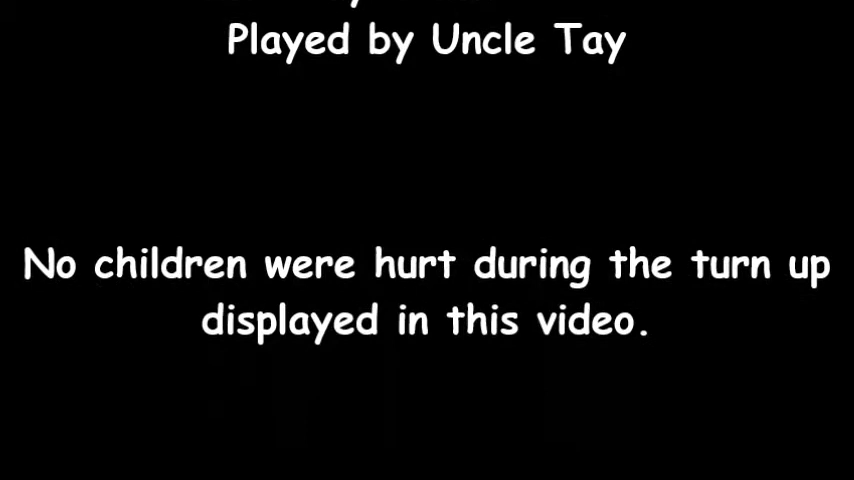 Played by Uncle Tay
No children were hurt during the turn up
displayed in this video.